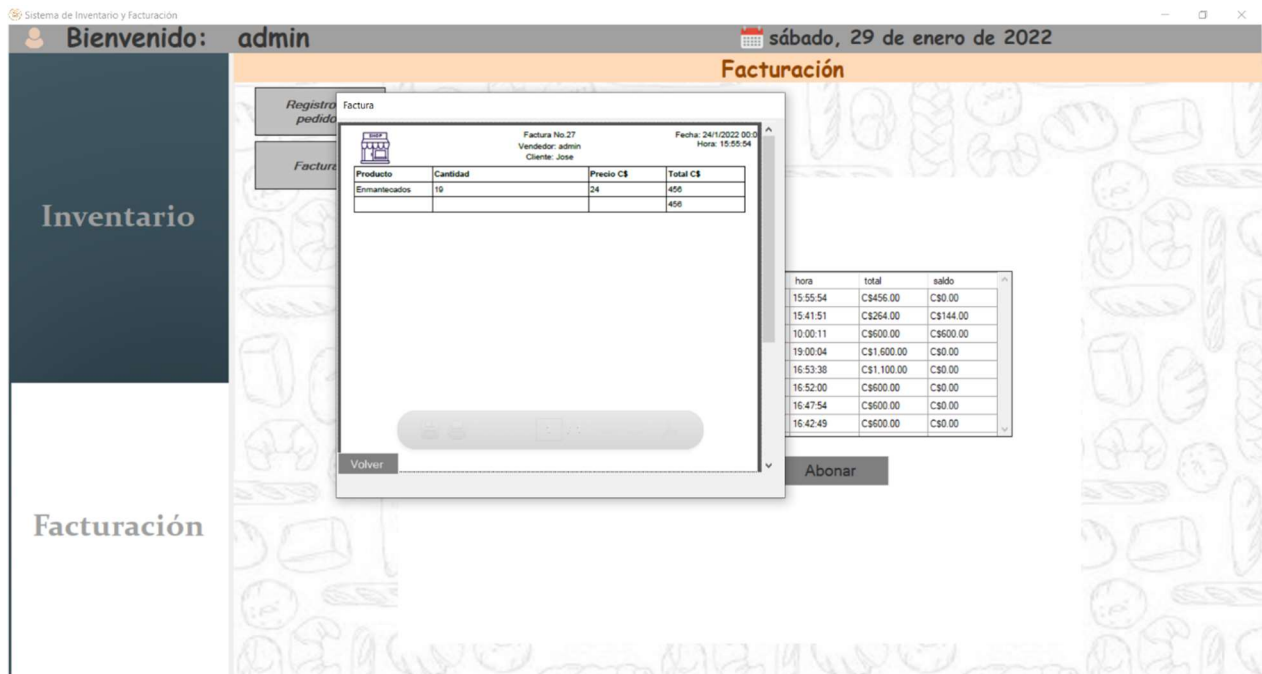 Sistema de Inventario y Facturación
Bienvenido: admin
sábado, 29 de enero de 2022
Facturación
Inventario
Facturación
Registro
pedido
Factura
Factura
SHOP
Factura No.27
Vendedor: admin
Cliente: Jose
Fecha: 24/1/2022 00:0
Hora: 15:55:54
Producto Cantidad Precio C$ Total C$
Enmantecados 19 24 456
456
Volver
hora total saldo
15:55:54 C$456.00 C$0.00
15:41:51 C$264.00 C$144.00
10:00:11 C$600.00 C$600.00
19:00:04 C$1,600.00 C$0.00
16:53:38 C$1,100.00 C$0.00
16:52:00 C$600.00 C$0.00
16:47:54 C$600.00 C$0.00
16:42:49 C$600.00 C$0.00
Abonar